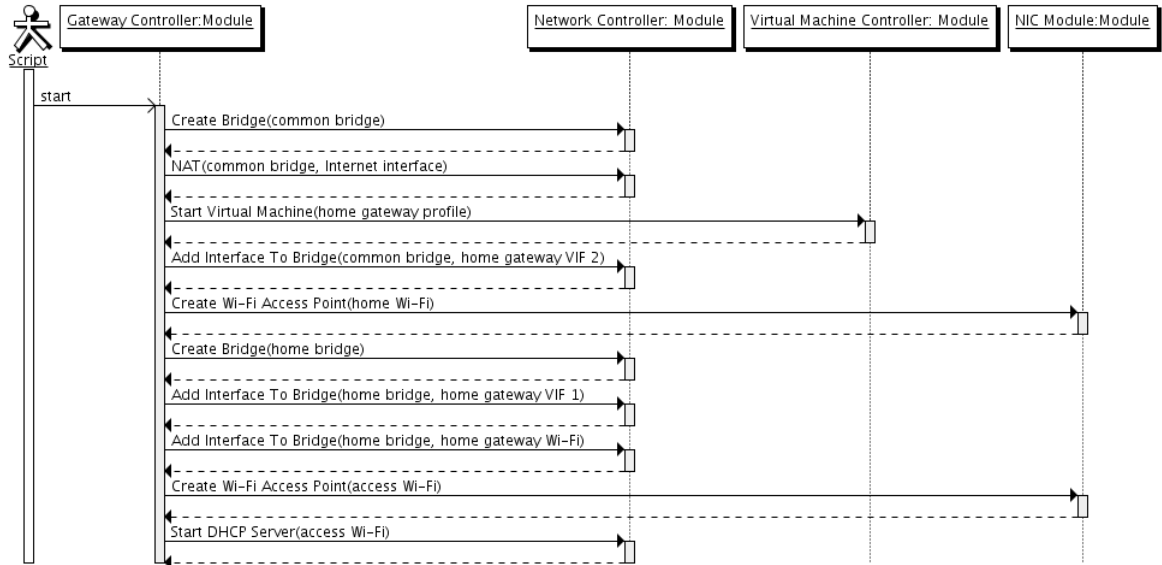 Gateway Controller:Module
Network Controller: Module
Virtual Machine Controller: Module
NIC Module:Module
Script
start
Create Bridge(common bridge)
NAT(common bridge, Internet interface)
Start Virtual Machine(home gateway profile)
Add Interface To Bridge(common bridge, home gateway VIF 2)
Create Wi-Fi Access Point(home Wi-Fi)
Create Bridge(home bridge)
Add Interface To Bridge(home bridge, home gateway VIF 1)
Add Interface To Bridge(home bridge, home gateway Wi-Fi)
Create Wi-Fi Access Point(access Wi-Fi)
Start DHCP Server(access Wi-Fi)